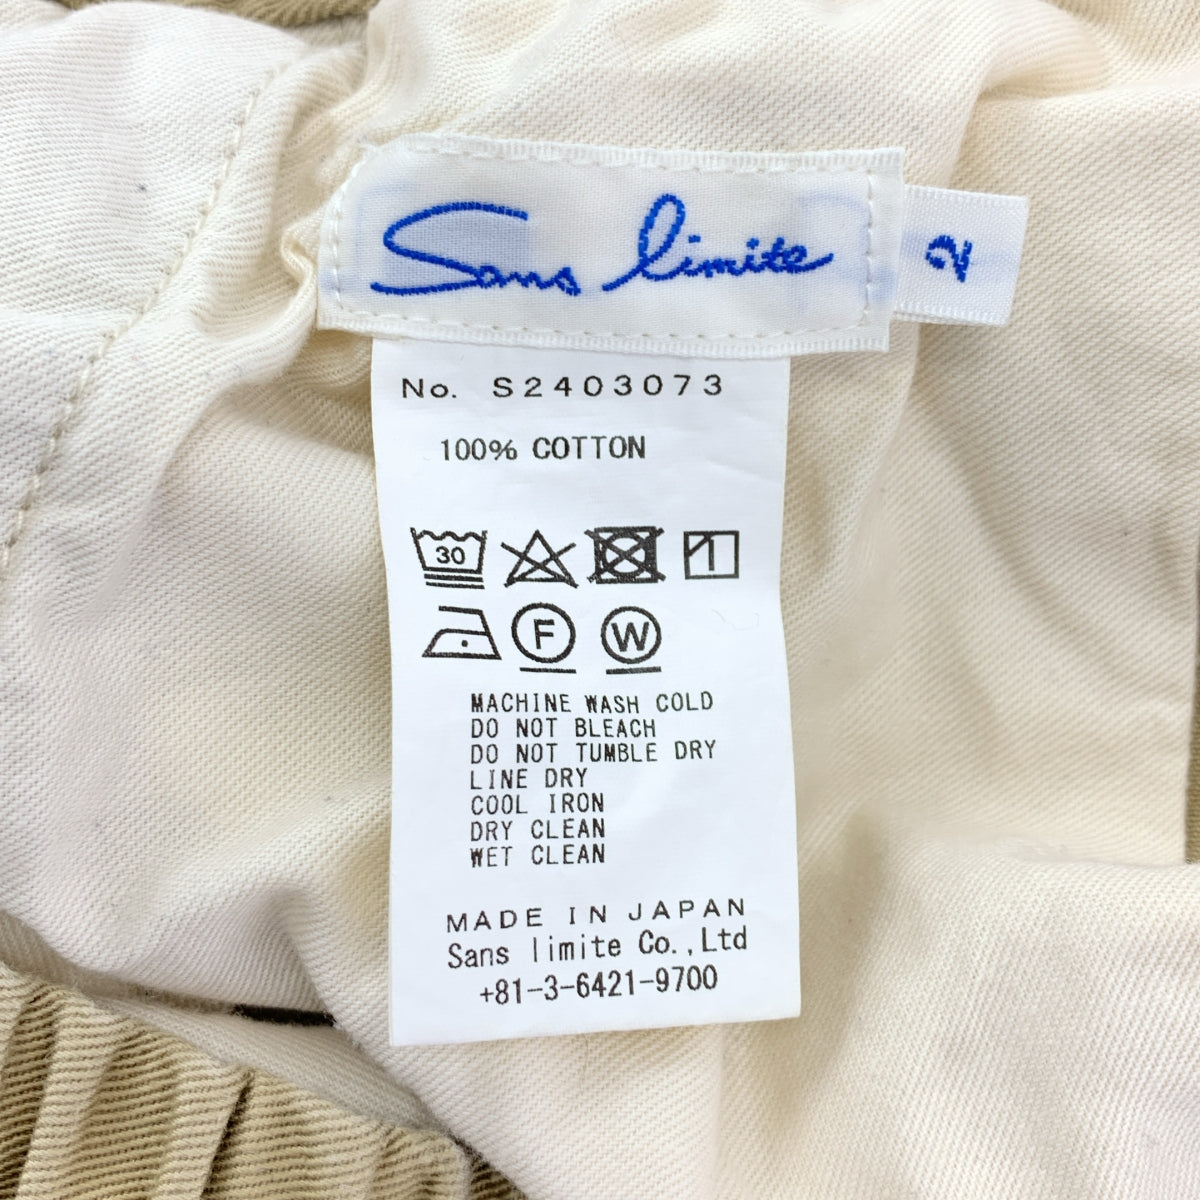 Sans limite
2
No. S2403073
100% COTTON
30
F W
MACHINE WASH COLD
DO NOT BLEACH
DO NOT TUMBLE DRY
LINE DRY
COOL IRON
DRY CLEAN
WET CLEAN
MADE IN JAPAN
Sans limite Co.,Ltd
+81-3-6421-9700